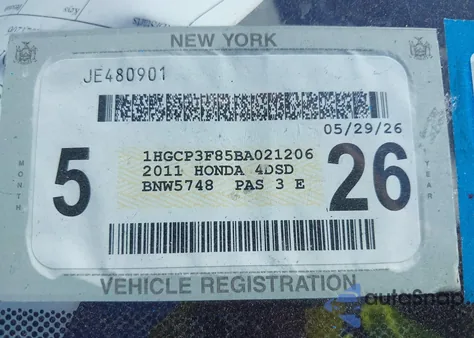 NEW YORK
JE480901
05/29/26
5
MONTH
1HGCP3F85BA021206
2011 HONDA 4DSD
BNW5748 PAS 3 E
26
YEAR
VEHICLE REGISTRATION
autosnap